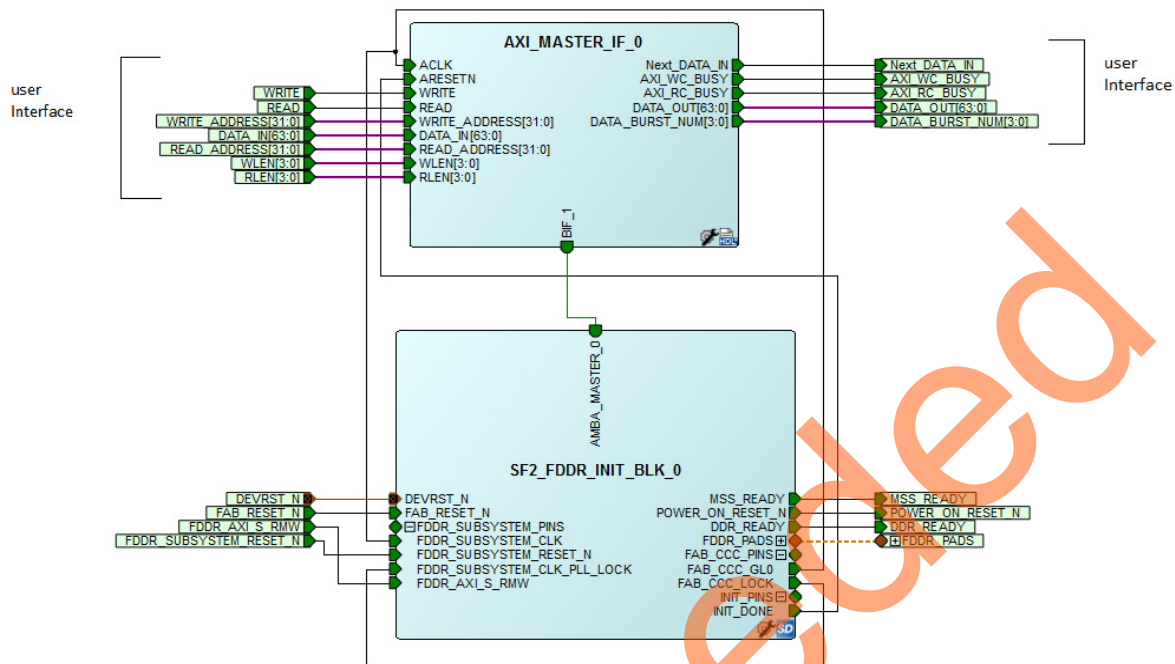 AXI_MASTER_IF_0
user
Interface
WRITE
READ
WRITE_ADDRESS[31:0]
DATA_IN[63:0]
READ_ADDRESS[31:0]
WLEN[3:0]
RLEN[3:0]
ACLK
ARESETN
WRITE
READ
WRITE_ADDRESS[31:0]
DATA_IN[63:0]
READ_ADDRESS[31:0]
WLEN[3:0]
RLEN[3:0]
Next_DATA_IN
AXI_WC_BUSY
AXI_RC_BUSY
DATA_OUT[63:0]
DATA_BURST_NUM[3:0]
Next_DATA_IN
AXI_WC_BUSY
AXI_RC_BUSY
DATA_OUT[63:0]
DATA_BURST_NUM[3:0]
user
Interface
BIF_1
HDL
AMBA_MASTER_0
SF2_FDDR_INIT_BLK_0
DEVRST_N
FAB_RESET_N
FDDR_AXI_S_RMW
FDDR_SUBSYSTEM_RESET_N
DEVRST_N
FAB_RESET_N
FDDR_SUBSYSTEM_PINS
FDDR_SUBSYSTEM_CLK
FDDR_SUBSYSTEM_RESET_N
FDDR_SUBSYSTEM_CLK_PLL_LOCK
FDDR_AXI_S_RMW
MSS_READY
POWER_ON_RESET_N
DDR_READY
FDDR_PADS
FAB_CCC_PINS
FAB_CCC_GL0
FAB_CCC_LOCK
INIT_PINS
INIT_DONE
MSS_READY
POWER_ON_RESET_N
DDR_READY
FDDR_PADS
SD
ded